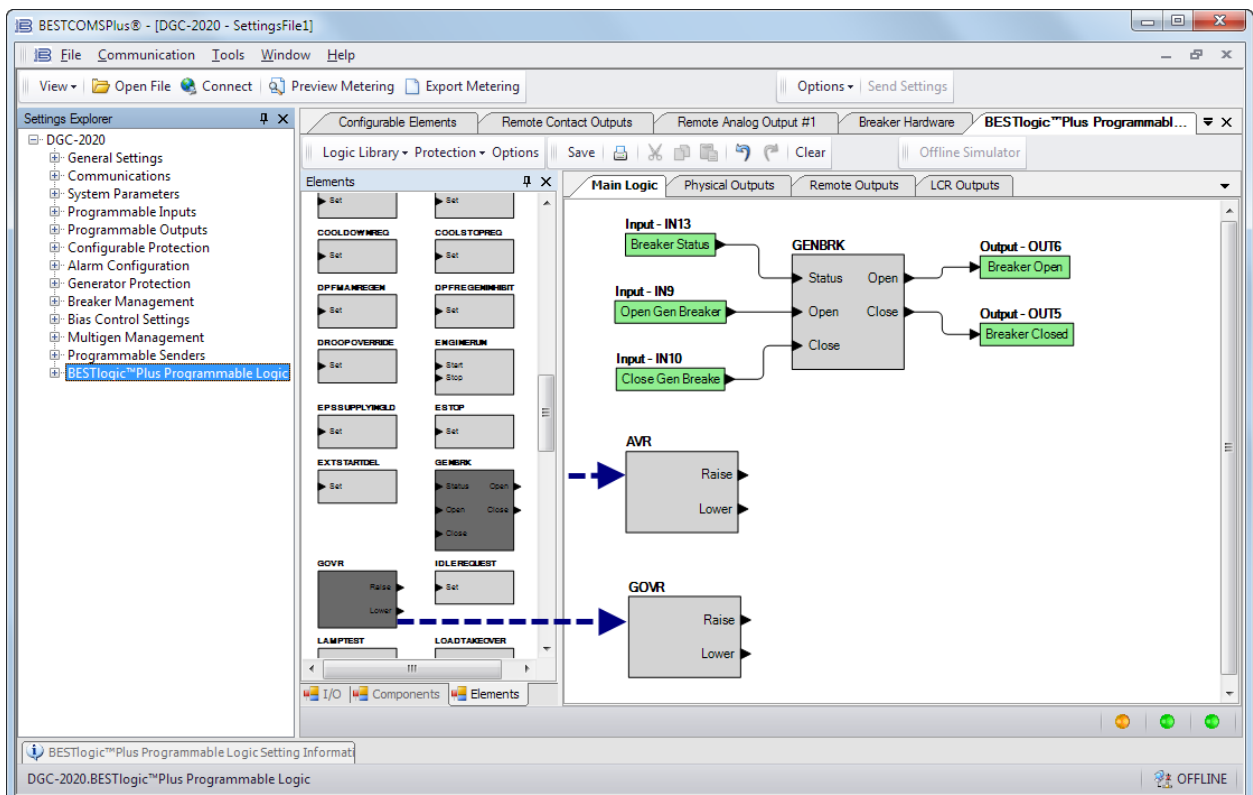 BESTCOMSPlus® - [DGC-2020 - SettingsFile1]
File Communication Tools Window Help
View Open File Connect Preview Metering Export Metering Options Send Settings
Settings Explorer
DGC-2020
General Settings
Communications
System Parameters
Programmable Inputs
Programmable Outputs
Configurable Protection
Alarm Configuration
Generator Protection
Breaker Management
Bias Control Settings
Multigen Management
Programmable Senders
BESTlogic™Plus Programmable Logic
Configurable Elements Remote Contact Outputs Remote Analog Output #1 Breaker Hardware BESTlogic™Plus Programmabl...
Logic Library Protection Options Save Clear Offline Simulator
Elements
Set Set
COOLDOWNREQ COOLSTOPREQ
Set Set
DPFMANREGEN DPFREGENINHIBIT
Set Set
DROOPOVERRIDE ENGINERUN
Set Start
Stop
EPSSUPPLYINGLD ESTOP
Set Set
EXTSTARTDEL GENBRK
Set Status Open
Open Close
Close
GOVR IDLEREQUEST
Raise Set
Lower
LAMPTEST LOADTAKEOVER
I/O Components Elements
Main Logic Physical Outputs Remote Outputs LCR Outputs
Input - IN13
Breaker Status
GENBRK
Status Open
Open Close
Close
Output - OUT6
Breaker Open
Input - IN9
Open Gen Breaker
Output - OUT5
Breaker Closed
Input - IN10
Close Gen Breake
AVR
Raise
Lower
GOVR
Raise
Lower
BESTlogic™Plus Programmable Logic Setting Informati
DGC-2020.BESTlogic™Plus Programmable Logic OFFLINE